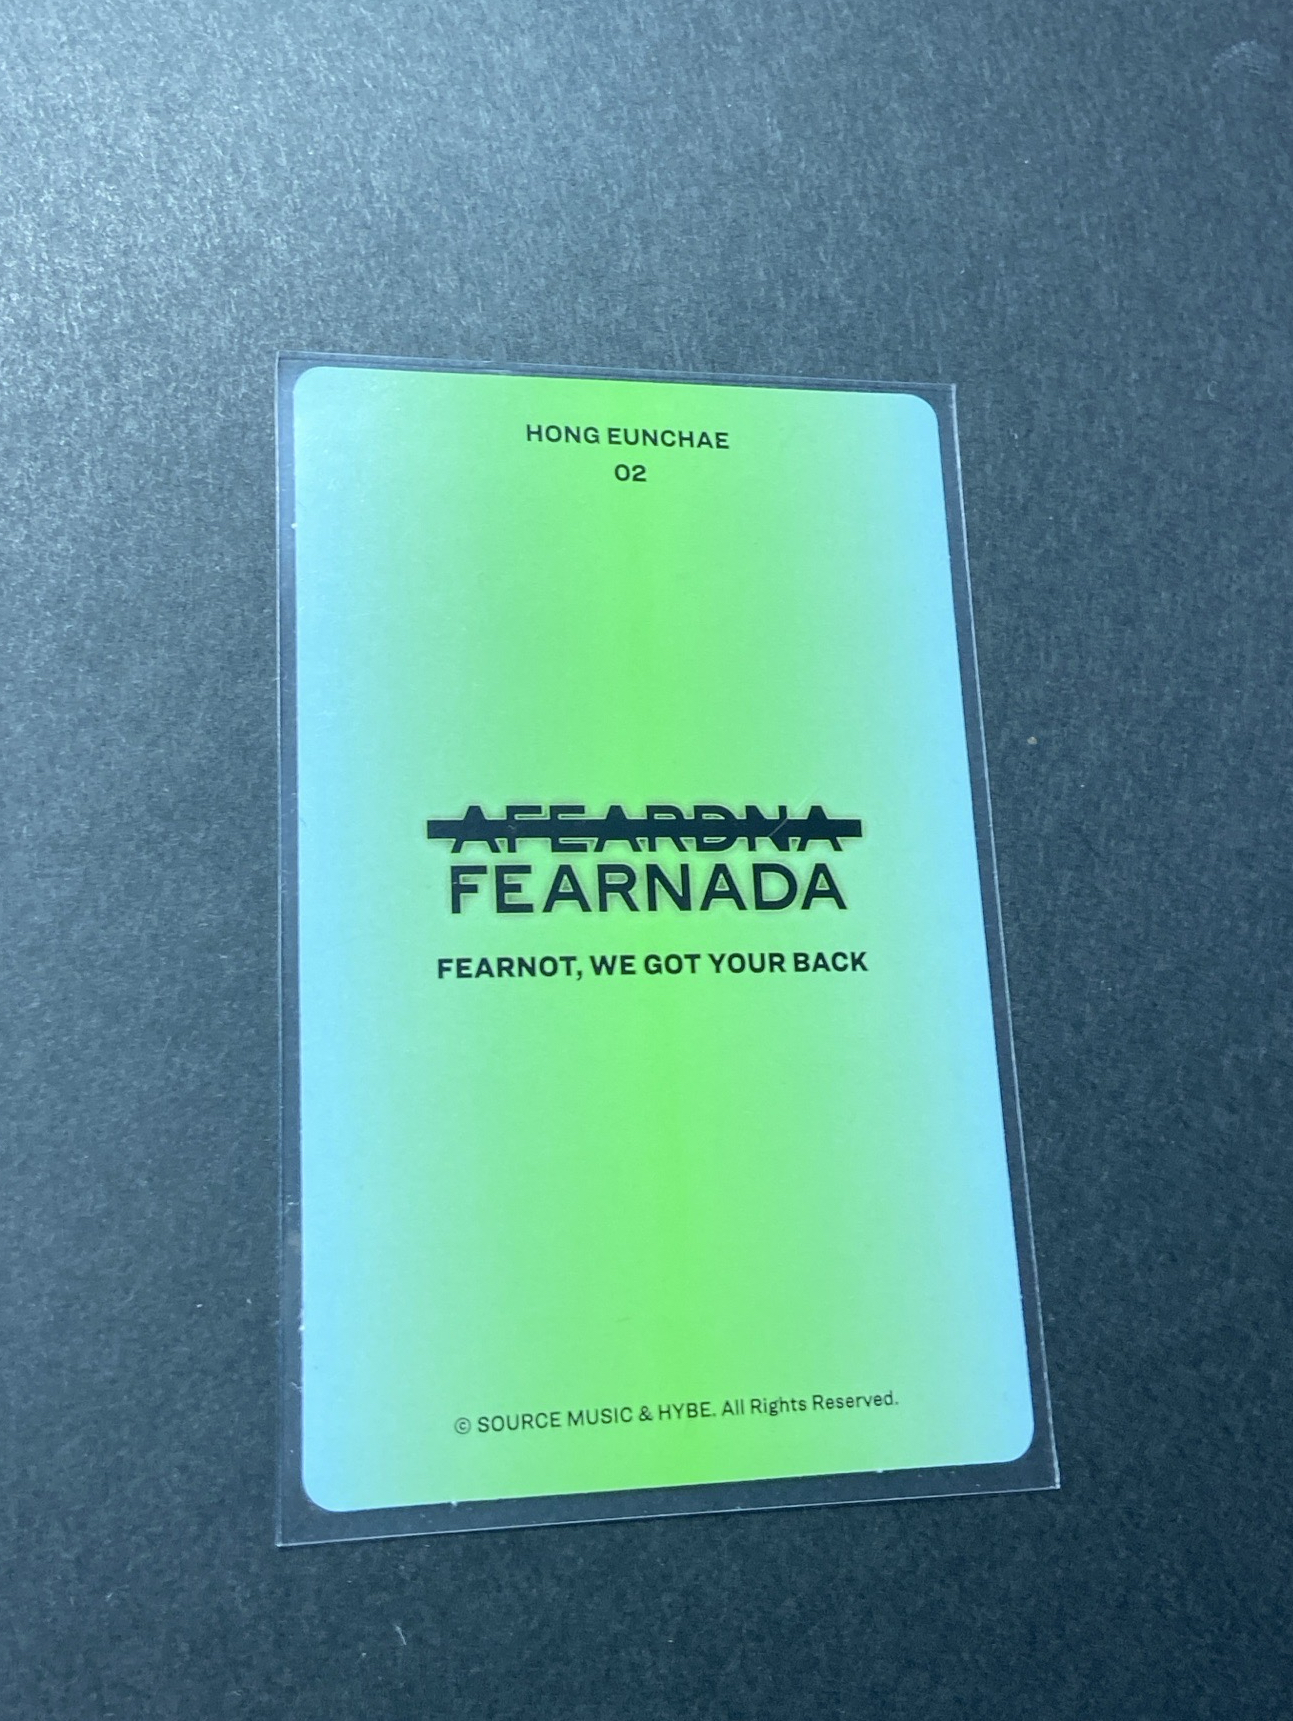 HONG EUNCHAE
02
AFEARDNA
FEARNADA
FEARNOT, WE GOT YOUR BACK
© SOURCE MUSIC & HYBE. All Rights Reserved.